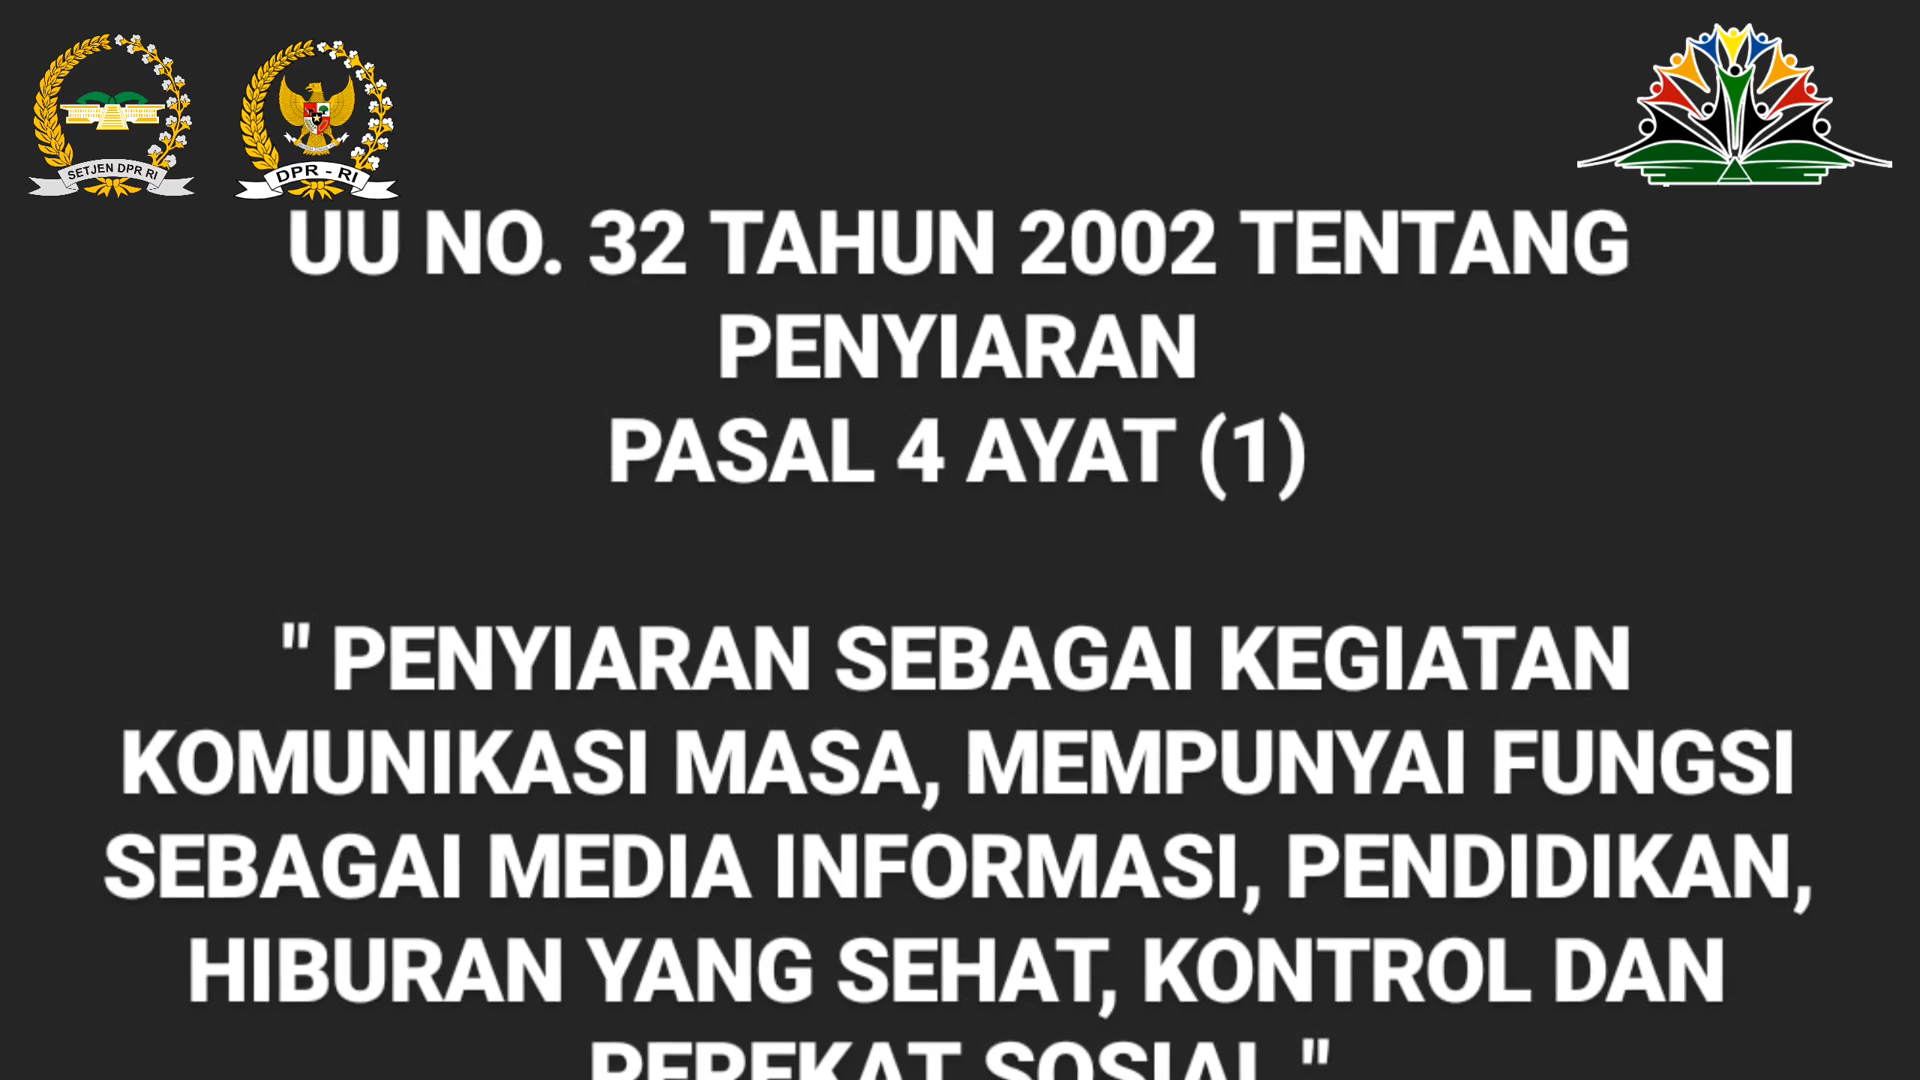 SETJEN DPR RI
DPR - RI
UU NO. 32 TAHUN 2002 TENTANG
PENYIARAN
PASAL 4 AYAT (1)
" PENYIARAN SEBAGAI KEGIATAN
KOMUNIKASI MASA, MEMPUNYAI FUNGSI
SEBAGAI MEDIA INFORMASI, PENDIDIKAN,
HIBURAN YANG SEHAT, KONTROL DAN
PEREKAT SOSIAL "